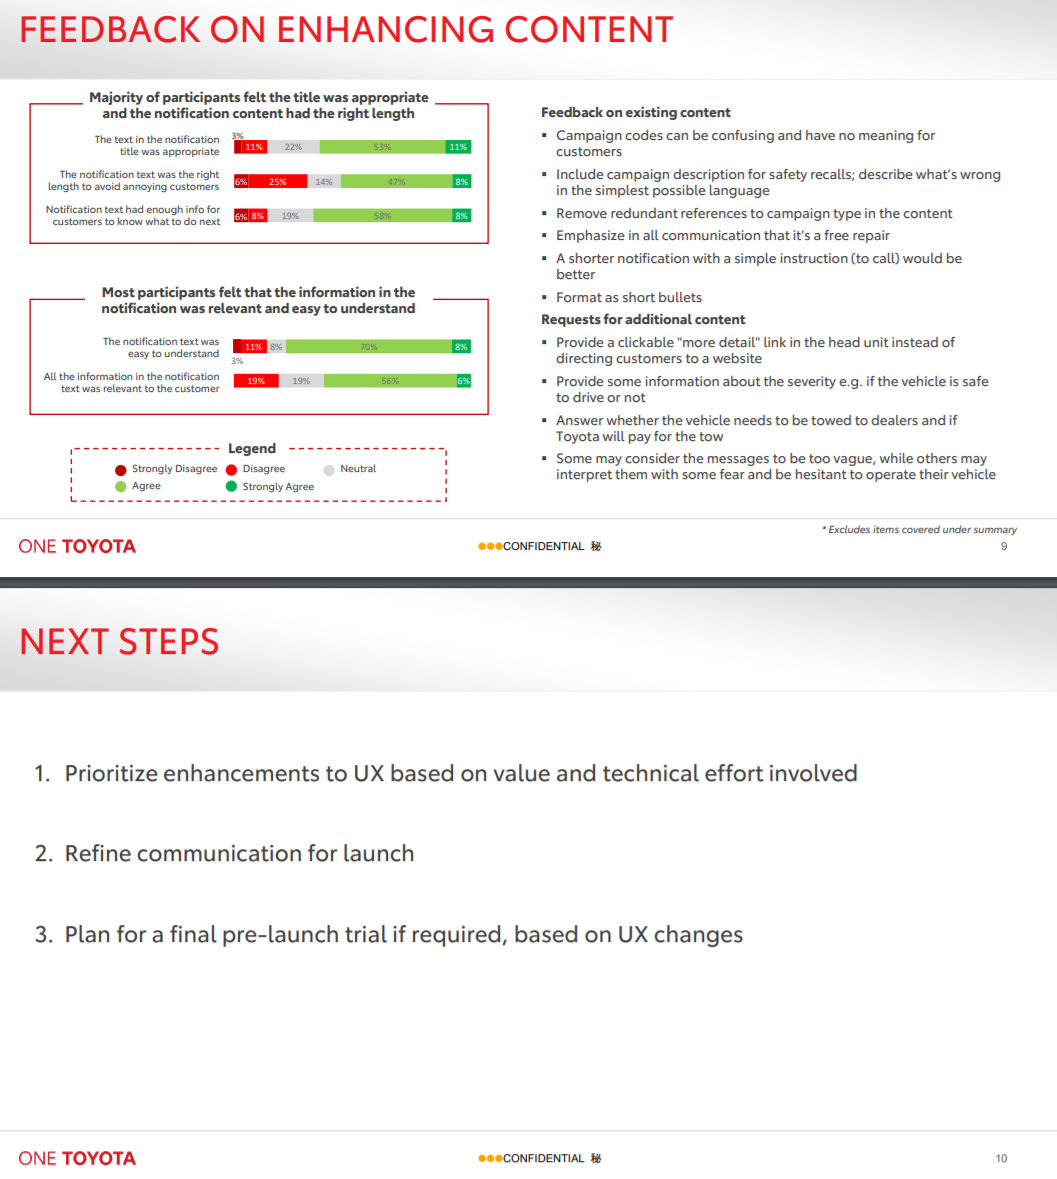 FEEDBACK ON ENHANCING CONTENT
Majority of participants felt the title was appropriate
and the notification content had the right length
The text in the notification
title was appropriate
3%
11%
22%
53%
11%
The notification text was the right
length to avoid annoying customers
6%
25%
14%
47%
8%
Notification text had enough info for
customers to know what to do next
6%
8%
19%
58%
8%
Most participants felt that the information in the
notification was relevant and easy to understand
The notification text was
easy to understand
3%
11%
8%
70%
8%
All the information in the notification
text was relevant to the customer
19%
19%
56%
6%
Legend
Strongly Disagree
Disagree
Neutral
Agree
Strongly Agree
Feedback on existing content
▪ Campaign codes can be confusing and have no meaning for
customers
▪ Include campaign description for safety recalls; describe what's wrong
in the simplest possible language
▪ Remove redundant references to campaign type in the content
▪ Emphasize in all communication that it's a free repair
▪ A shorter notification with a simple instruction (to call) would be
better
▪ Format as short bullets
Requests for additional content
▪ Provide a clickable "more detail" link in the head unit instead of
directing customers to a website
▪ Provide some information about the severity e.g. if the vehicle is safe
to drive or not
▪ Answer whether the vehicle needs to be towed to dealers and if
Toyota will pay for the tow
▪ Some may consider the messages to be too vague, while others may
interpret them with some fear and be hesitant to operate their vehicle
* Excludes items covered under summary
ONE TOYOTA
CONFIDENTIAL 秘
9
NEXT STEPS
1. Prioritize enhancements to UX based on value and technical effort involved
2. Refine communication for launch
3. Plan for a final pre-launch trial if required, based on UX changes
ONE TOYOTA
CONFIDENTIAL 秘
10